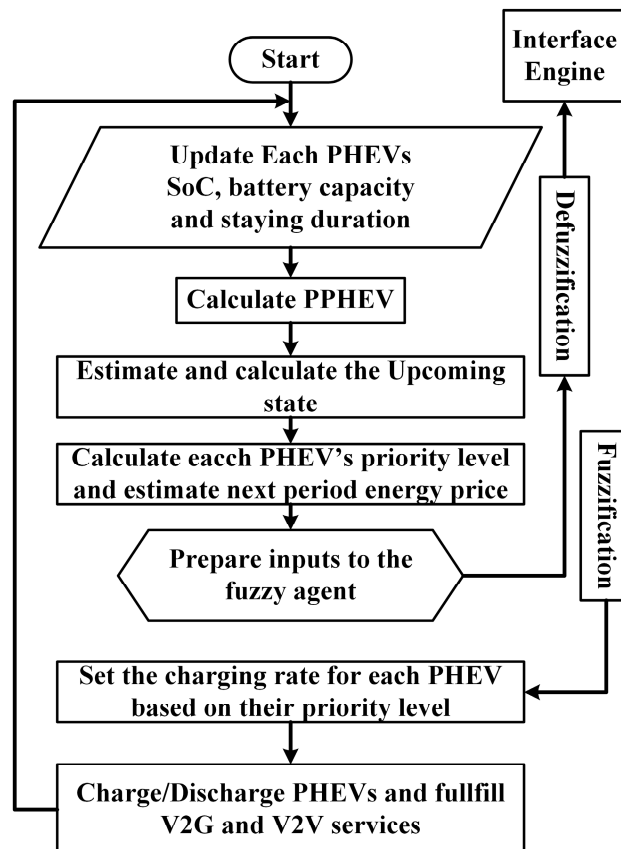 Start
Update Each PHEVs
SoC, battery capacity
and staying duration
Calculate PPHEV
Estimate and calculate the Upcoming
state
Calculate eacch PHEV's priority level
and estimate next period energy price
Prepare inputs to the
fuzzy agent
Set the charging rate for each PHEV
based on their priority level
Charge/Discharge PHEVs and fullfill
V2G and V2V services
Interface
Engine
Defuzzification
Fuzzification